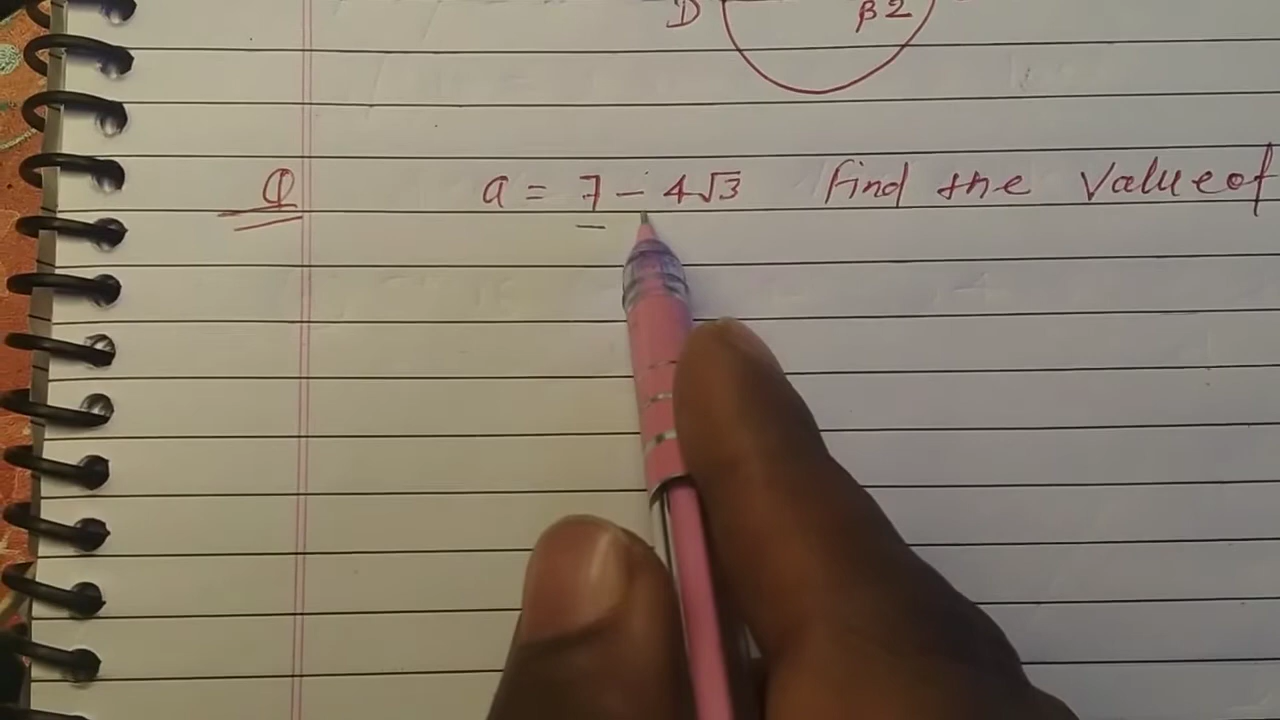 D β2
Q a = 7 - 4√3 Find the value of